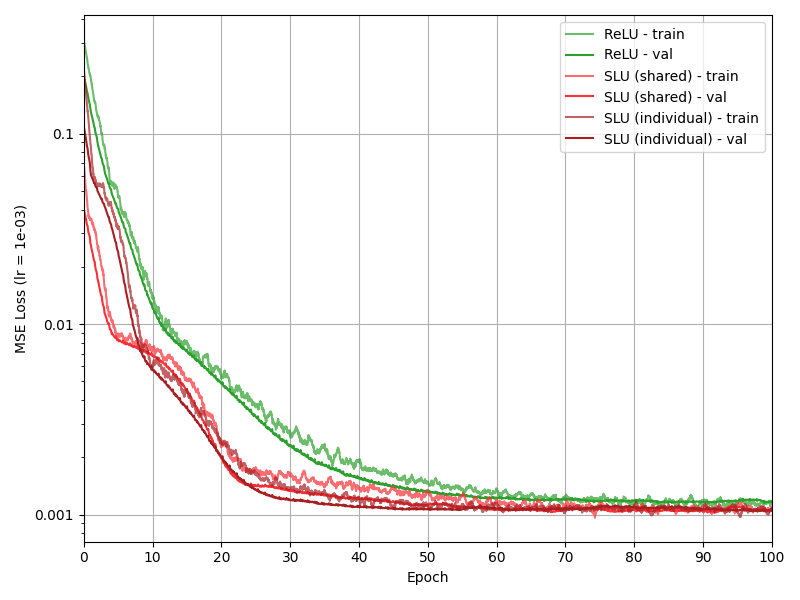 ReLU - train
ReLU - val
SLU (shared) - train
SLU (shared) - val
SLU (individual) - train
SLU (individual) - val
MSE Loss (lr = 1e-03)
0.1
0.01
0.001
0 10 20 30 40 50 60 70 80 90 100
Epoch